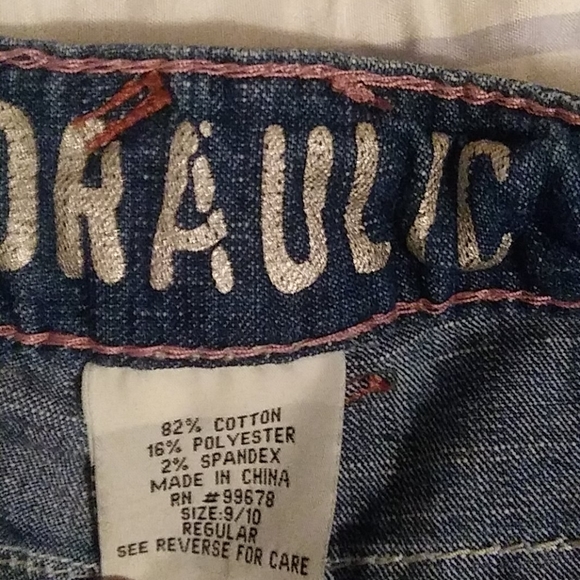 DRAULIC
82% COTTON
16% POLYESTER
2% SPANDEX
MADE IN CHINA
RN #99678
SIZE:9/10
REGULAR
SEE REVERSE FOR CARE